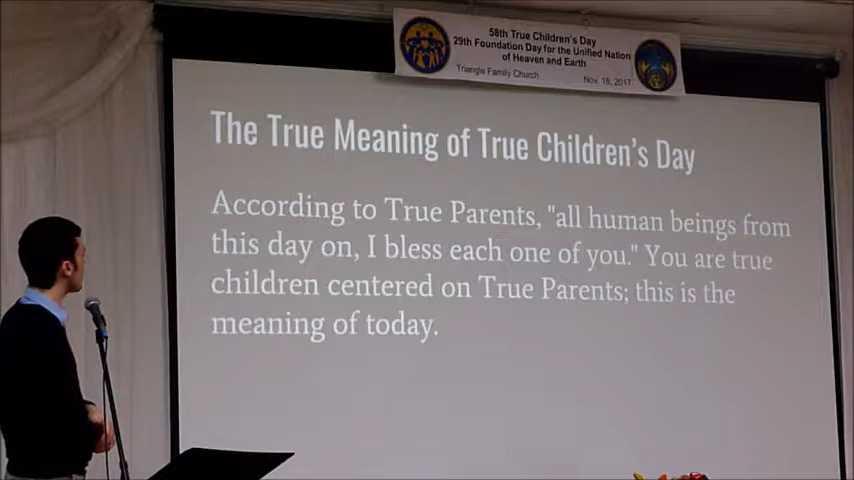 58th True Children's Day
29th Foundation Day for the Unified Nation
of Heaven and Earth
Triangle Family Church Nov. 18, 2017
The True Meaning of True Children's Day
According to True Parents, "all human beings from
this day on, I bless each one of you." You are true
children centered on True Parents; this is the
meaning of today.